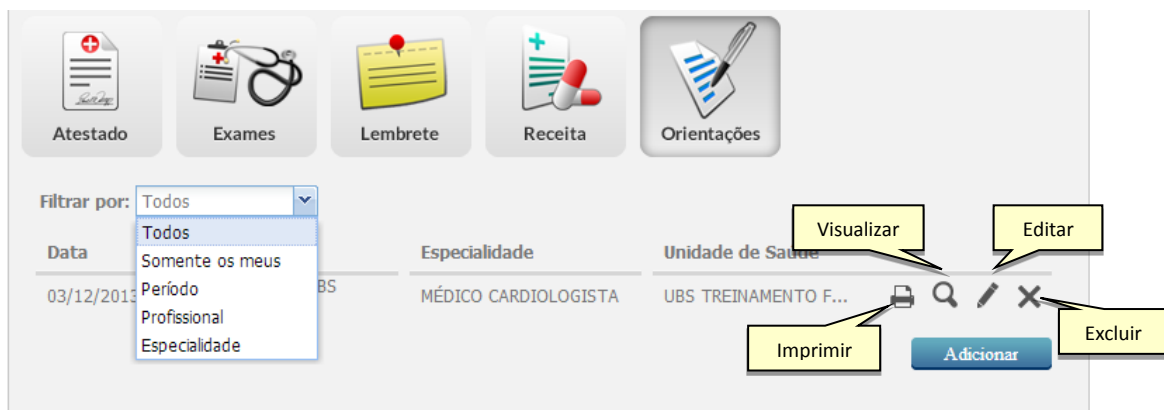 Atestado
Exames
Lembrete
Receita
Orientações
Filtrar por: Todos
Todos
Somente os meus
Período
Profissional
Especialidade
Data
Especialidade
Unidade de Saúde
03/12/2013
BS
MÉDICO CARDIOLOGISTA
UBS TREINAMENTO F...
Visualizar
Editar
Imprimir
Excluir
Adicionar